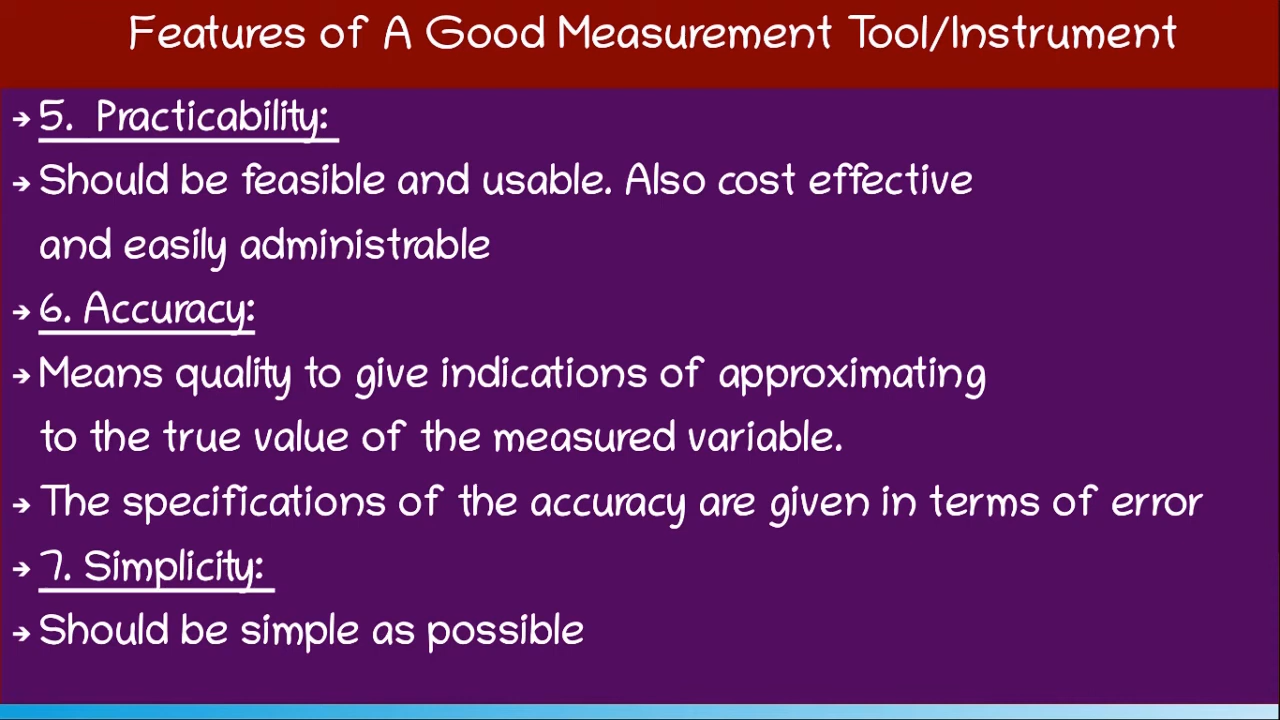 Features of A Good Measurement Tool/Instrument
→ 5. Practicability:
→ Should be feasible and usable. Also cost effective
and easily administrable
→ 6. Accuracy:
→ Means quality to give indications of approximating
to the true value of the measured variable.
→ The specifications of the accuracy are given in terms of error
→ 7. Simplicity:
→ Should be simple as possible